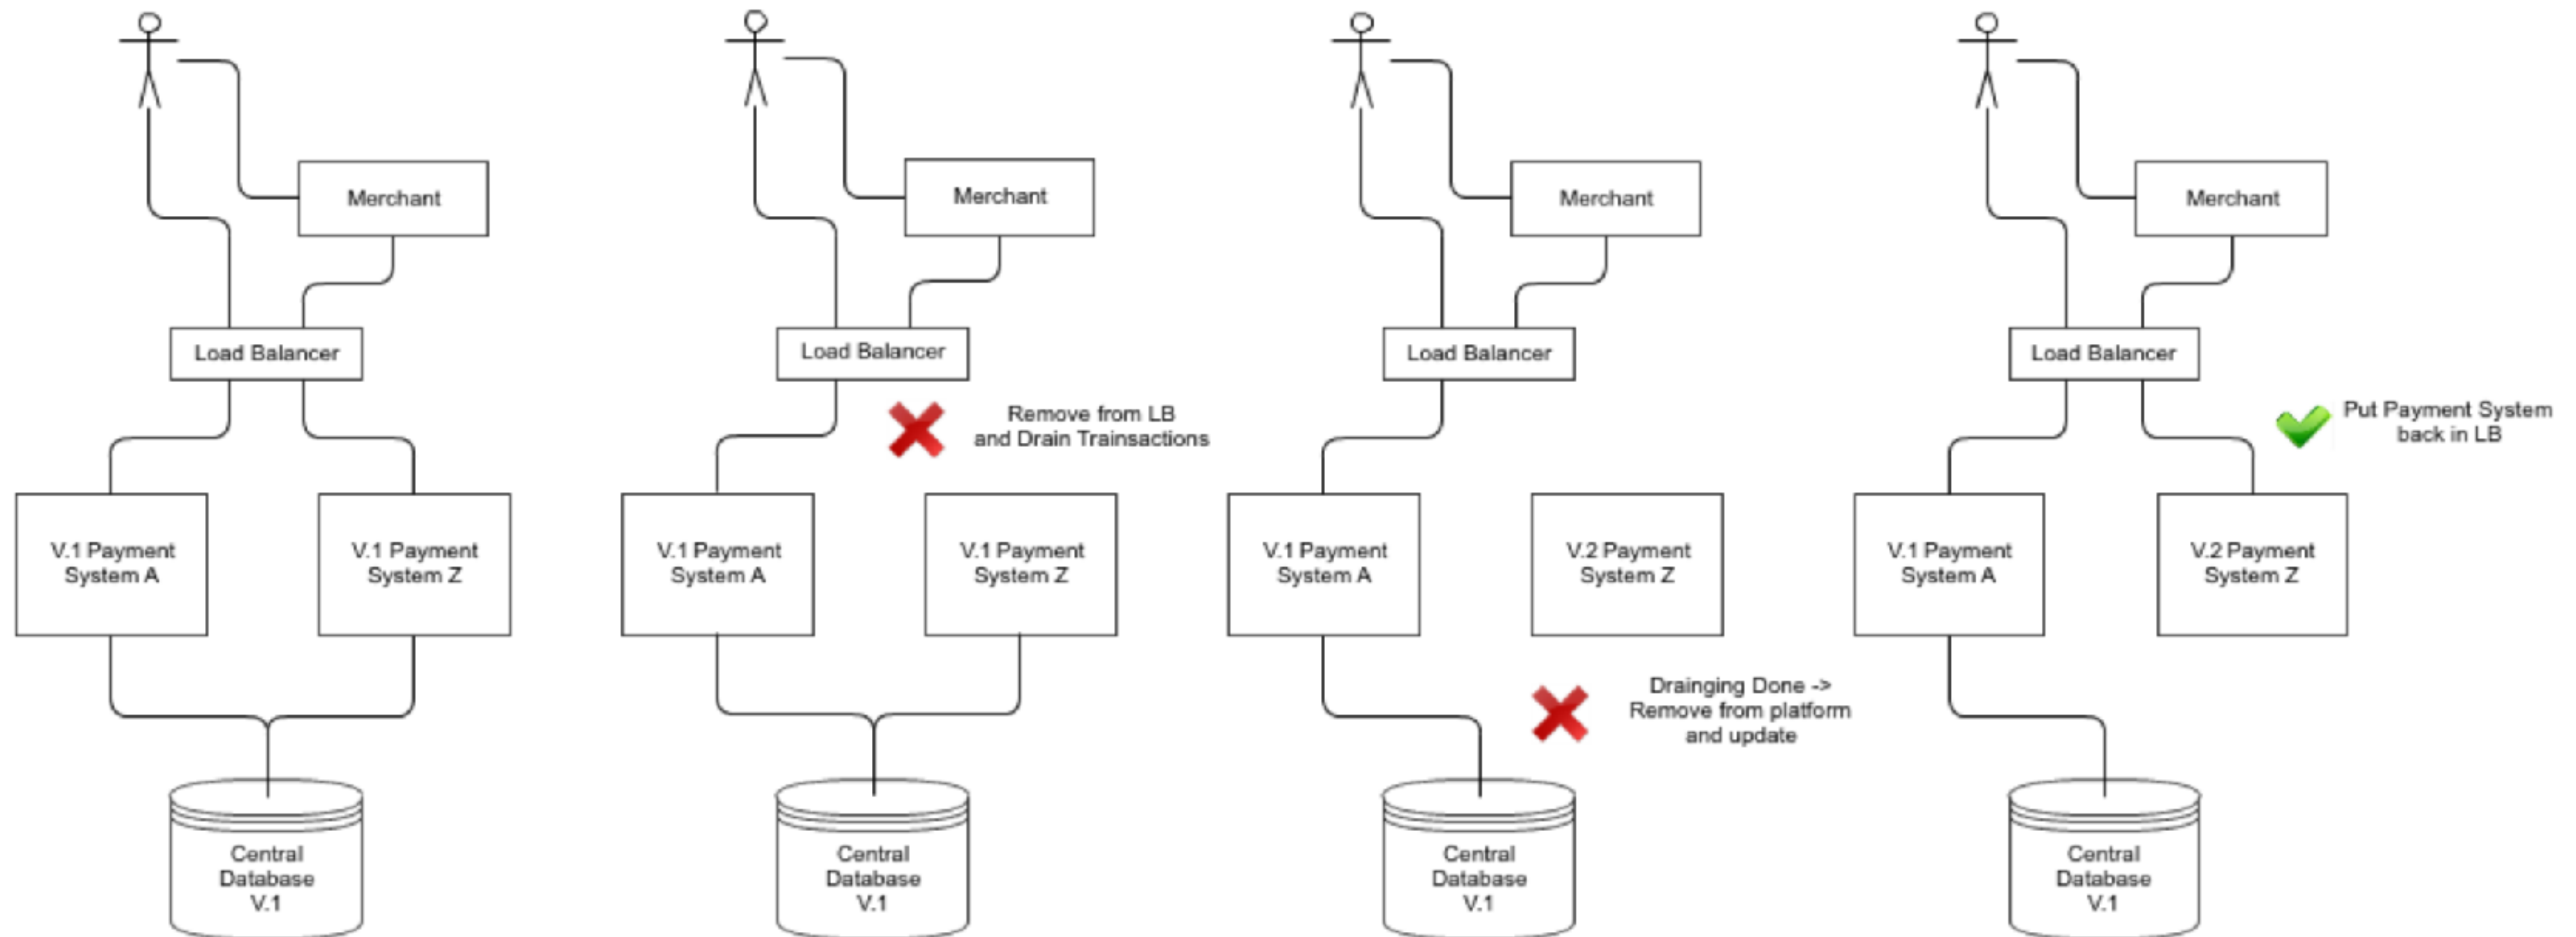 Merchant
Load Balancer
V.1 Payment
System A
V.1 Payment
System Z
Central
Database
V.1
Merchant
Load Balancer
Remove from LB
and Drain Trainsactions
V.1 Payment
System A
V.1 Payment
System Z
Central
Database
V.1
Merchant
Load Balancer
V.1 Payment
System A
V.2 Payment
System Z
Drainging Done ->
Remove from platform
and update
Central
Database
V.1
Merchant
Load Balancer
Put Payment System
back in LB
V.1 Payment
System A
V.2 Payment
System Z
Central
Database
V.1